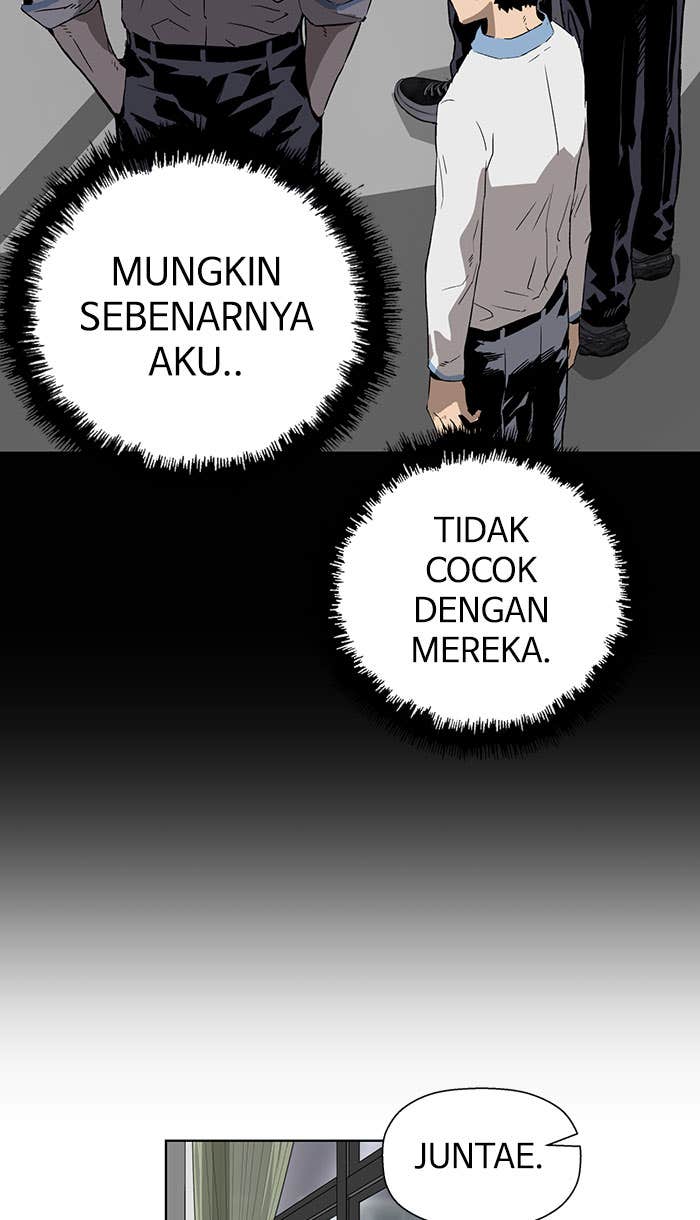 MUNGKIN
SEBENARNYA
AKU..
TIDAK
COCOK
DENGAN
MEREKA.
JUNTAE.